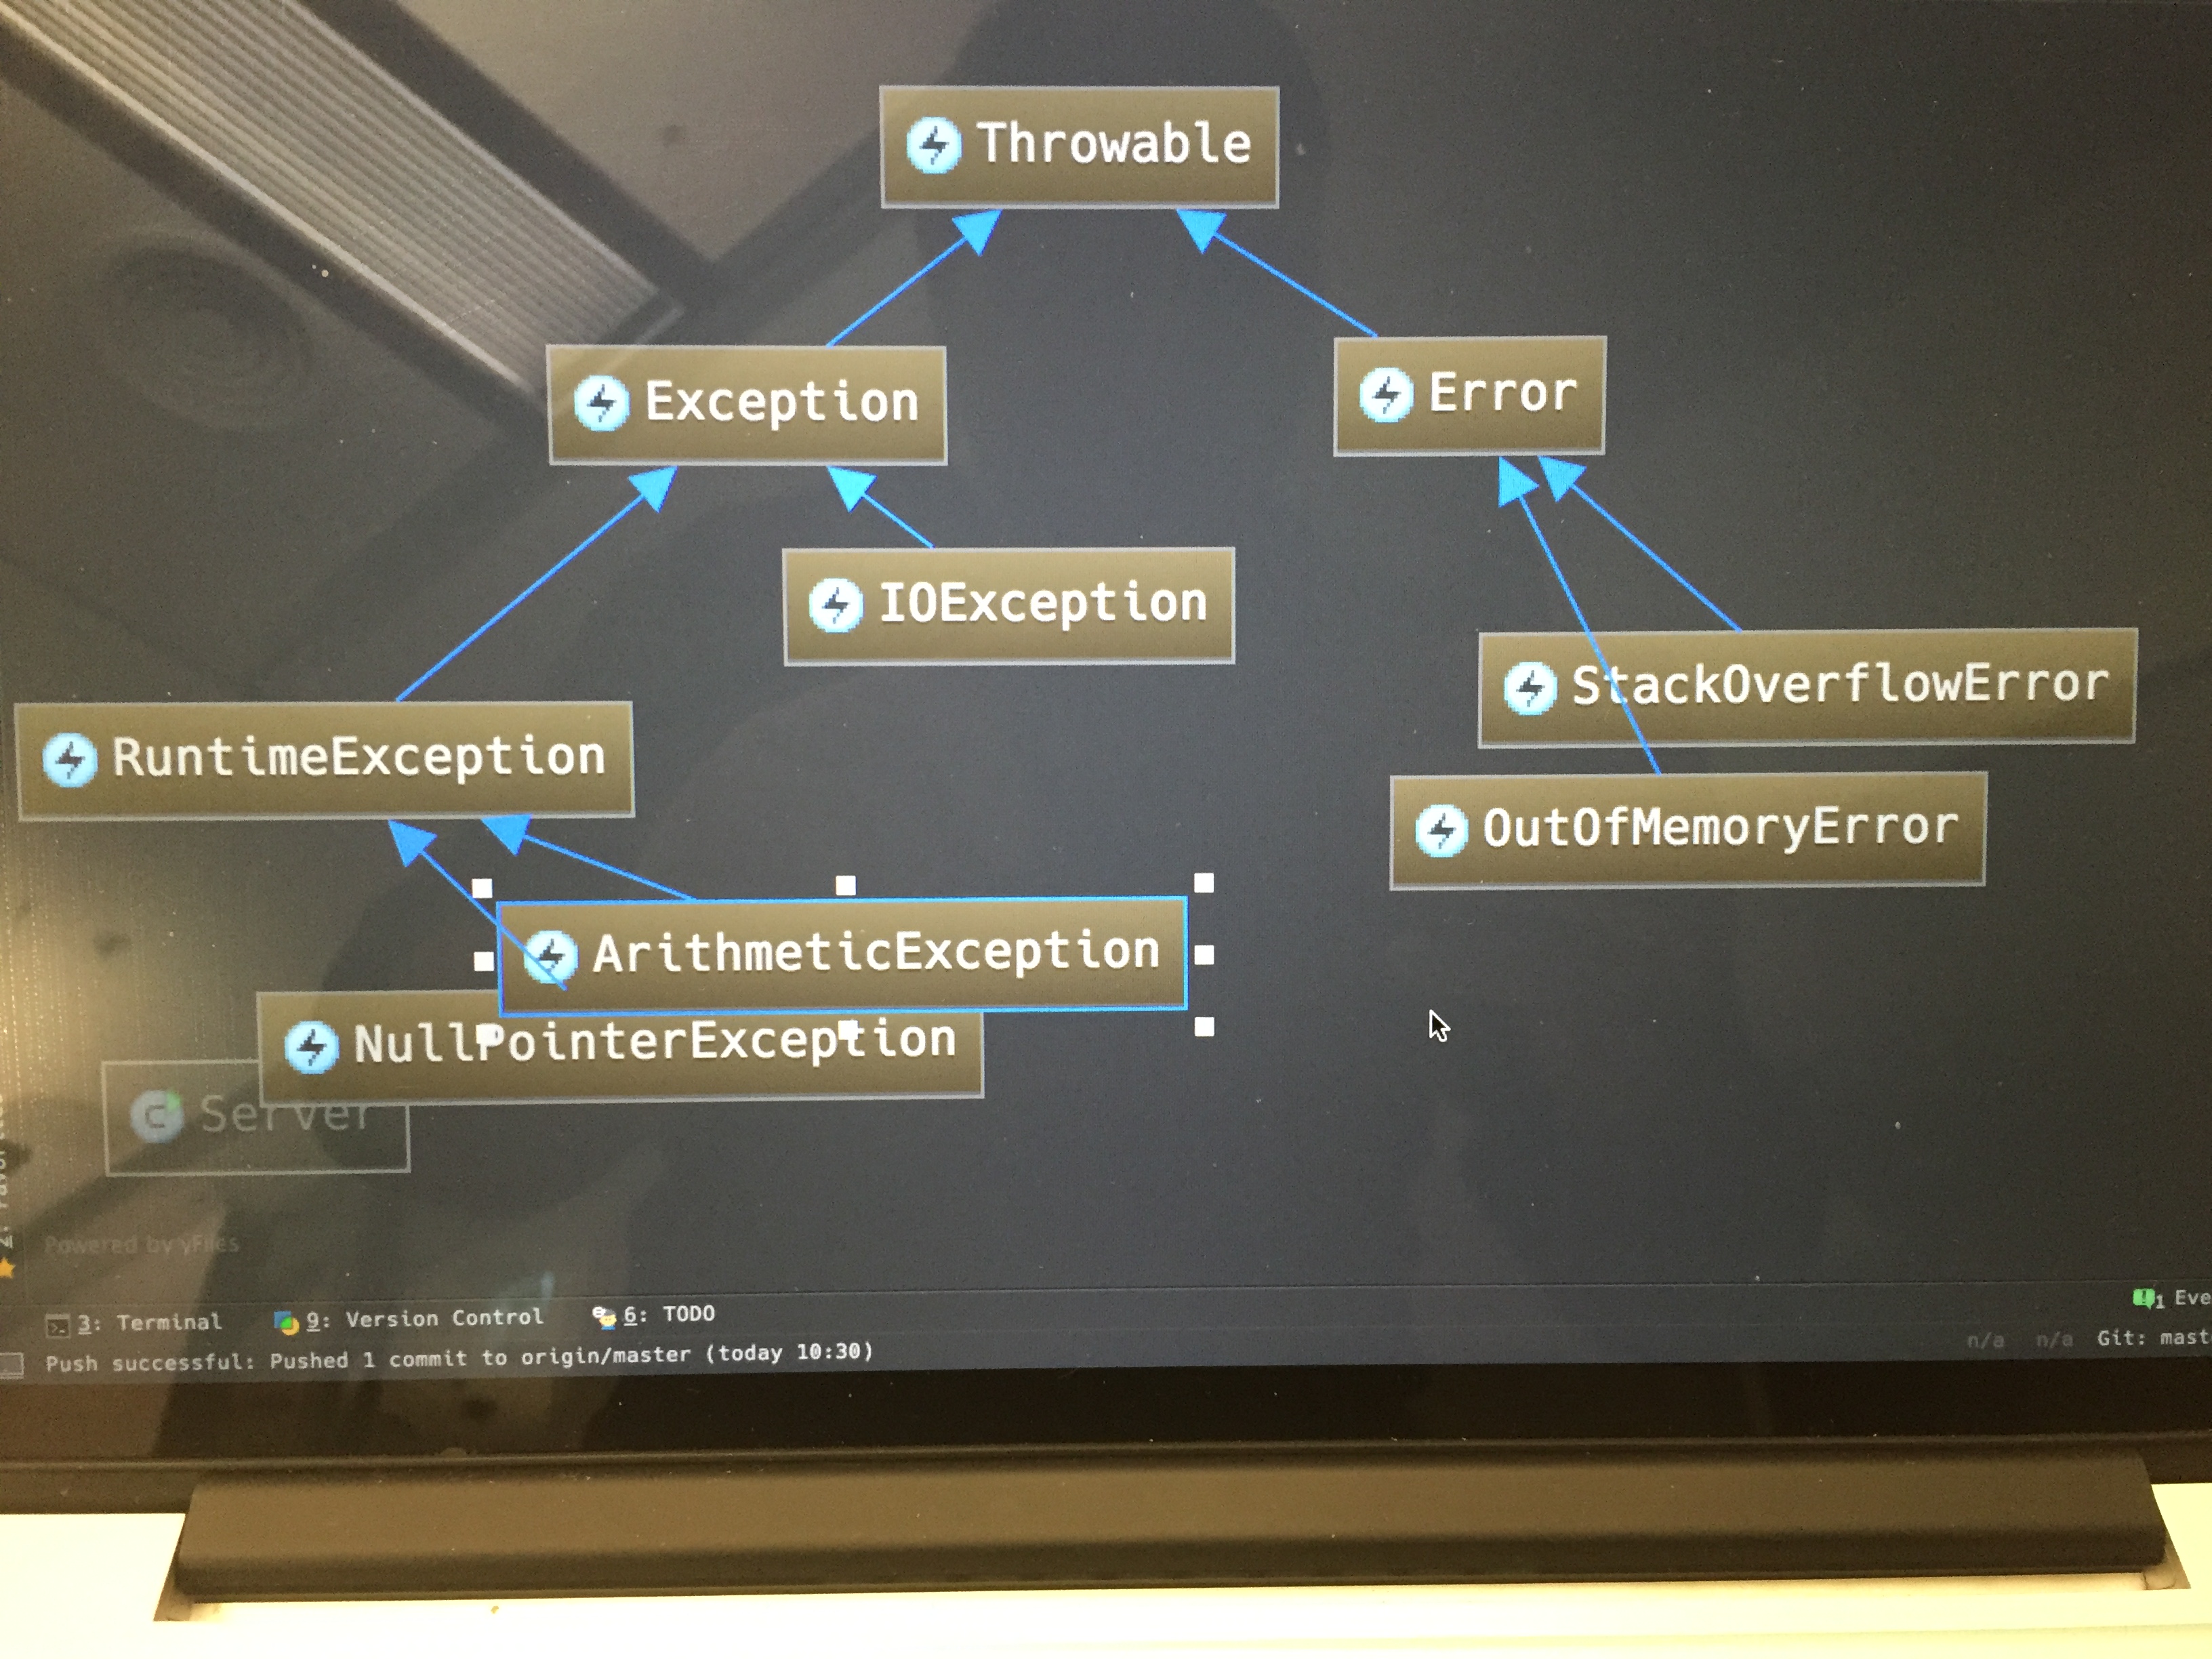 Throwable
Exception
Error
IOException
StackOverflowError
RuntimeException
OutOfMemoryError
ArithmeticException
NullPointerException
C Server
Powered by yFiles
3: Terminal 9: Version Control 6: TODO
1 Eve
Push successful: Pushed 1 commit to origin/master (today 10:30)
n/a n/a Git: mast